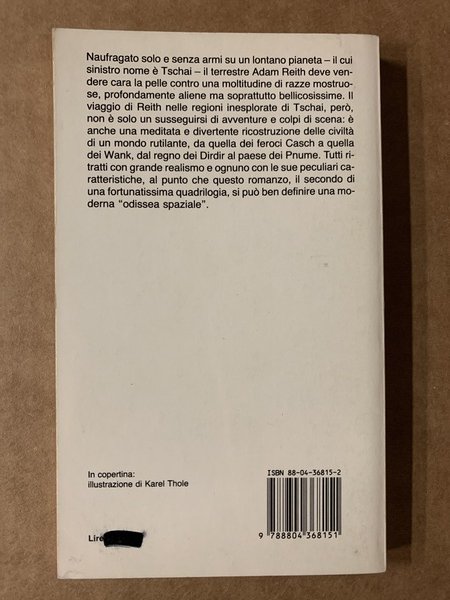 Naufragato solo e senza armi su un lontano pianeta – il cui
sinistro nome è Tschai – il terrestre Adam Reith deve ven-
dere cara la pelle contro una moltitudine di razze mostruo-
se, profondamente aliene ma soprattutto bellicosissime. Il
viaggio di Reith nelle regioni inesplorate di Tschai, però,
non è solo un susseguirsi di avventure e colpi di scena: è
anche una meditata e divertente ricostruzione delle civiltà
di un mondo rutilante, da quella dei feroci Casch a quella
dei Wank, dal regno dei Dirdir al paese dei Pnume. Tutti ri-
tratti con grande realismo e ognuno con le sue peculiari ca-
ratteristiche, al punto che questo romanzo, il secondo di
una fortunatissima quadrilogia, si può ben definire una mo-
derna “odissea spaziale”.
In copertina:
illustrazione di Karel Thole
Lire
ISBN 88-04-36815-2
9 788804 368151